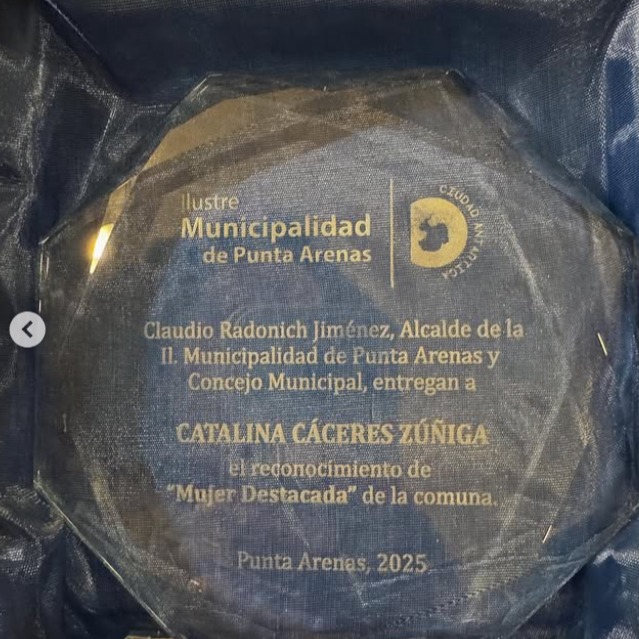 Ilustre
Municipalidad
de Punta Arenas
CIUDAD ANTÁRTICA
Claudio Radonich Jiménez, Alcalde de la
Il. Municipalidad de Punta Arenas y
Concejo Municipal, entregan a
CATALINA CÁCERES ZÚÑIGA
el reconocimiento de
“Mujer Destacada” de la comuna.
Punta Arenas, 2025